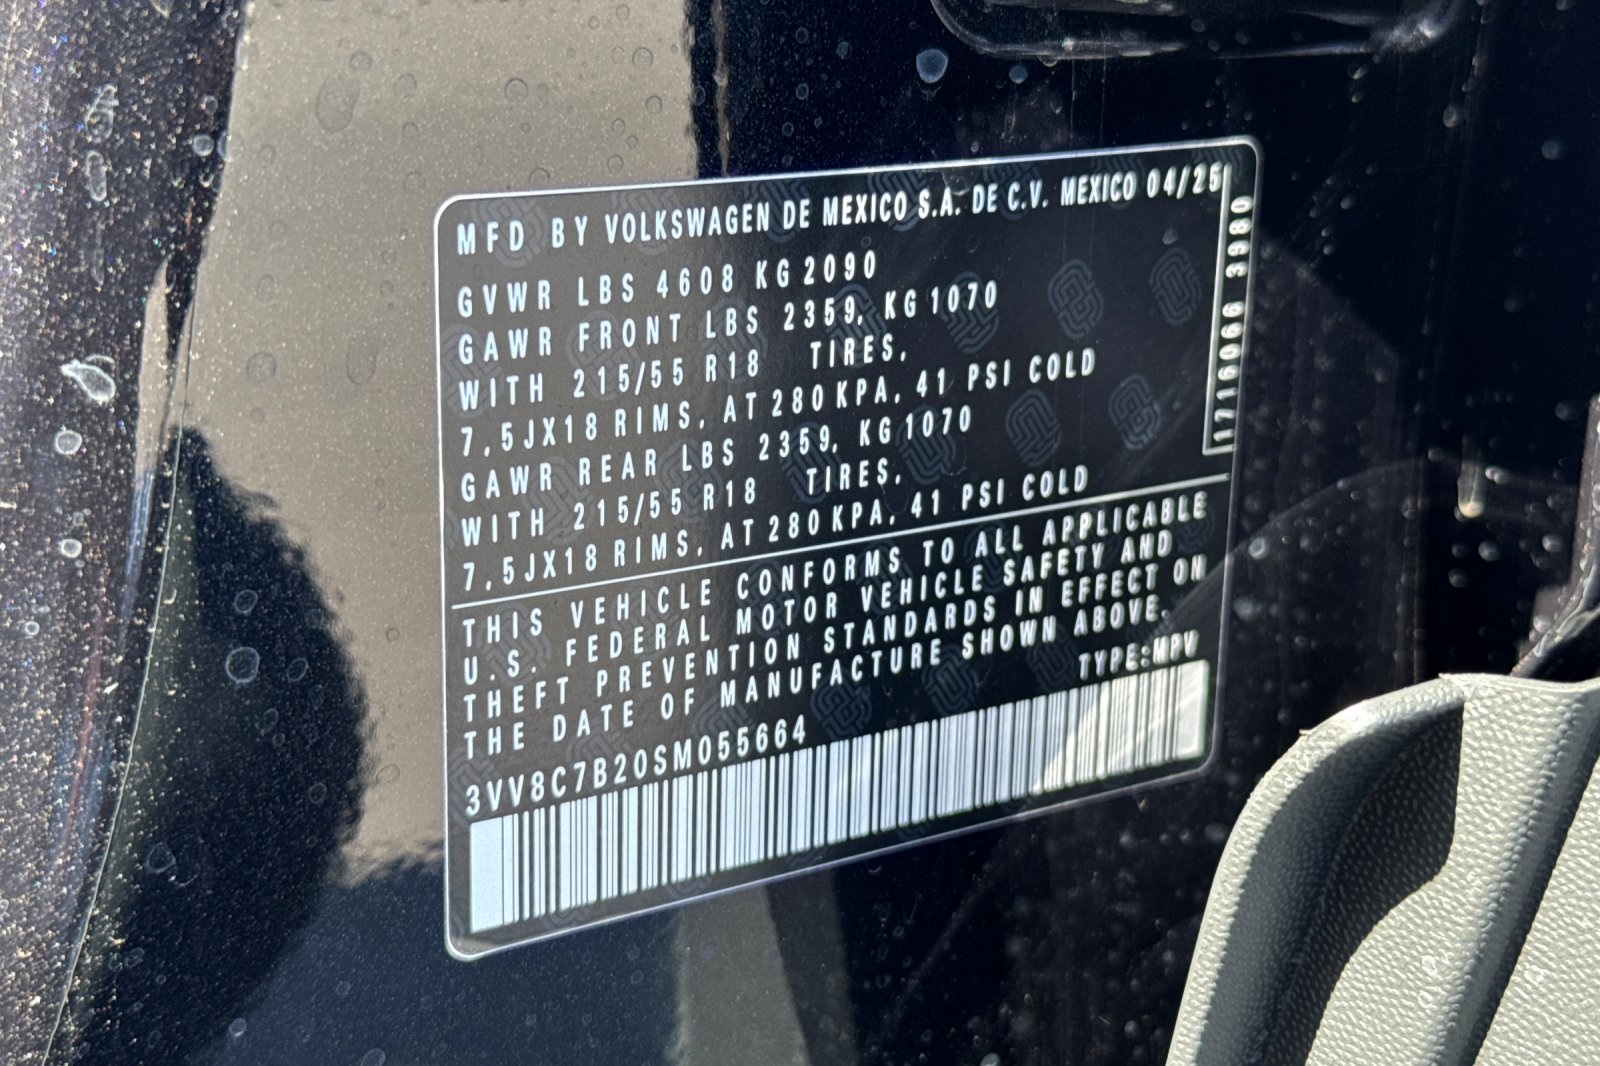 MFD BY VOLKSWAGEN DE MEXICO S.A. DE C.V. MEXICO 04/25
GVWR LBS 4608 KG 2090
GAWR FRONT LBS 2359, KG 1070
WITH 215/55 R18 TIRES,
7,5JX18 RIMS, AT 280 KPA, 41 PSI COLD
GAWR REAR LBS 2359, KG 1070
WITH 215/55 R18 TIRES,
7,5JX18 RIMS, AT 280 KPA, 41 PSI COLD
1716066 3980
THIS VEHICLE CONFORMS TO ALL APPLICABLE
U.S. FEDERAL MOTOR VEHICLE SAFETY AND
THEFT PREVENTION STANDARDS IN EFFECT ON
THE DATE OF MANUFACTURE SHOWN ABOVE.
TYPE:MPV
3VV8C7B20SM055664